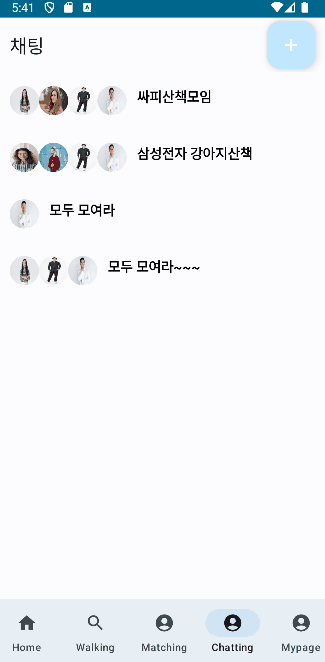 5:41
채팅
싸피산책모임
삼성전자 강아지산책
모두 모여라
모두 모여라~~~
Home
Walking
Matching
Chatting
Mypage